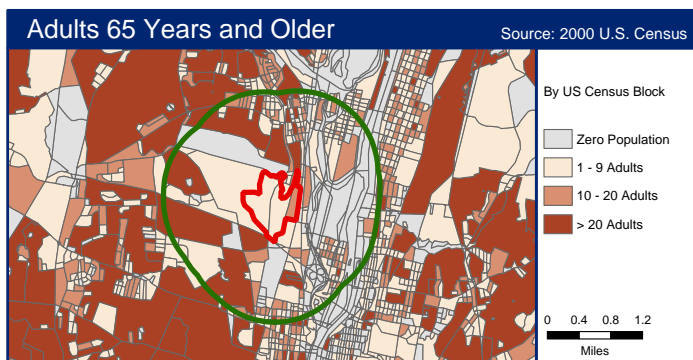 Adults 65 Years and Older
Source: 2000 U.S. Census
By US Census Block
Zero Population
1 - 9 Adults
10 - 20 Adults
> 20 Adults
0 0.4 0.8 1.2
Miles